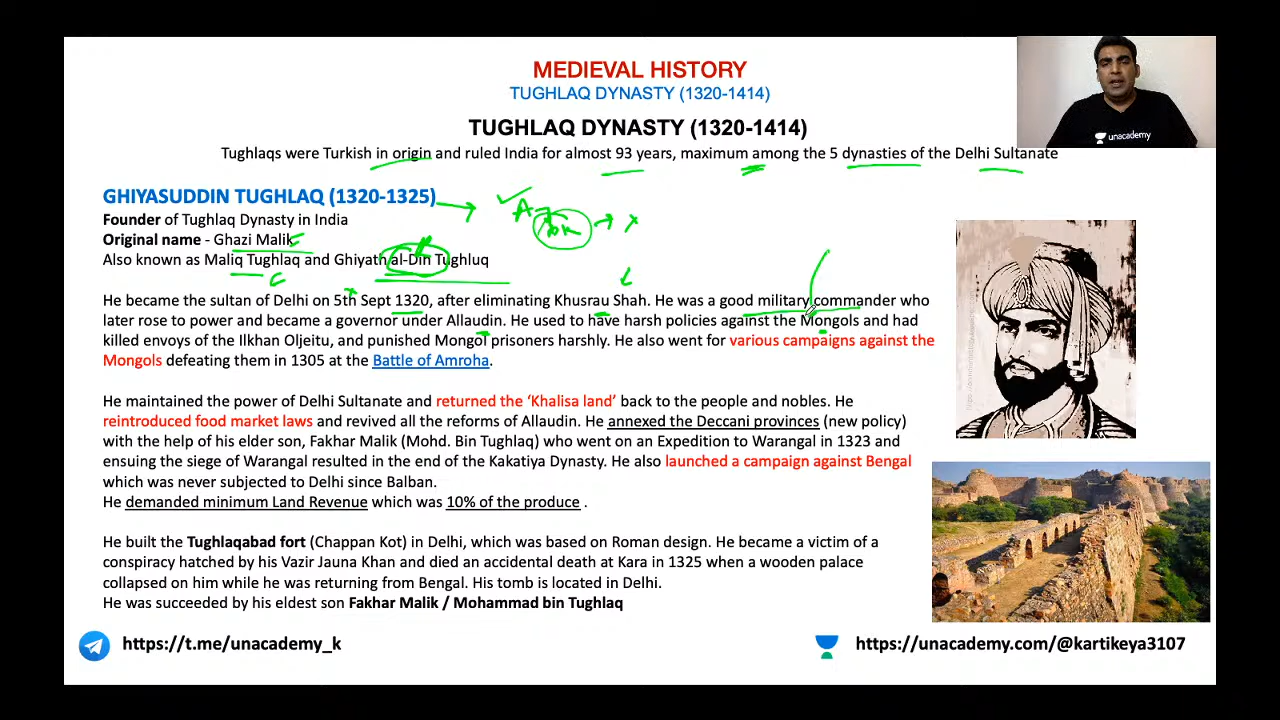 MEDIEVAL HISTORY
TUGHLAQ DYNASTY (1320-1414)
unacademy
TUGHLAQ DYNASTY (1320-1414)
Tughlaqs were Turkish in origin and ruled India for almost 93 years, maximum among the 5 dynasties of the Delhi Sultanate
GHIYASUDDIN TUGHLAQ (1320-1325)
Founder of Tughlaq Dynasty in India
Original name - Ghazi Malik
Also known as Maliq Tughlaq and Ghiyath al-Din Tughluq
He became the sultan of Delhi on 5th Sept 1320, after eliminating Khusrau Shah. He was a good military commander who
later rose to power and became a governor under Allaudin. He used to have harsh policies against the Mongols and had
killed envoys of the Ilkhan Oljeitu, and punished Mongol prisoners harshly. He also went for various campaigns against the
Mongols defeating them in 1305 at the Battle of Amroha.
He maintained the power of Delhi Sultanate and returned the ‘Khalisa land’ back to the people and nobles. He
reintroduced food market laws and revived all the reforms of Allaudin. He annexed the Deccani provinces (new policy)
with the help of his elder son, Fakhar Malik (Mohd. Bin Tughlaq) who went on an Expedition to Warangal in 1323 and
ensuing the siege of Warangal resulted in the end of the Kakatiya Dynasty. He also launched a campaign against Bengal
which was never subjected to Delhi since Balban.
He demanded minimum Land Revenue which was 10% of the produce .
He built the Tughlaqabad fort (Chappan Kot) in Delhi, which was based on Roman design. He became a victim of a
conspiracy hatched by his Vazir Jauna Khan and died an accidental death at Kara in 1325 when a wooden palace
collapsed on him while he was returning from Bengal. His tomb is located in Delhi.
He was succeeded by his eldest son Fakhar Malik / Mohammad bin Tughlaq
https://t.me/unacademy_k
https://unacademy.com/@kartikeya3107